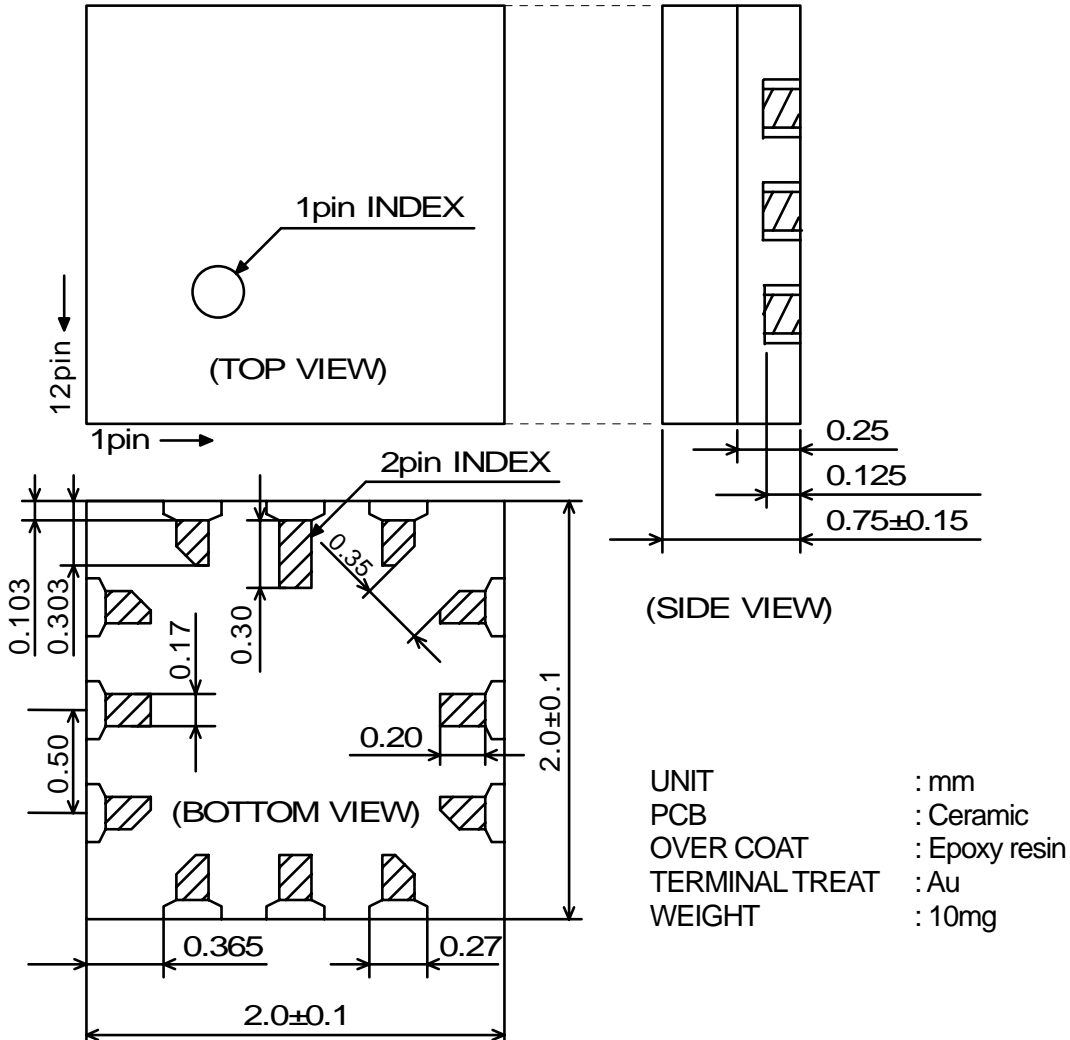 1pin INDEX
(TOP VIEW)
12pin
1pin
0.25
0.125
0.75±0.15
(SIDE VIEW)
2pin INDEX
0.103
0.303
0.30
0.35
0.17
0.50
0.20
2.0±0.1
(BOTTOM VIEW)
0.365
0.27
2.0±0.1
UNIT : mm
PCB : Ceramic
OVER COAT : Epoxy resin
TERMINAL TREAT : Au
WEIGHT : 10mg